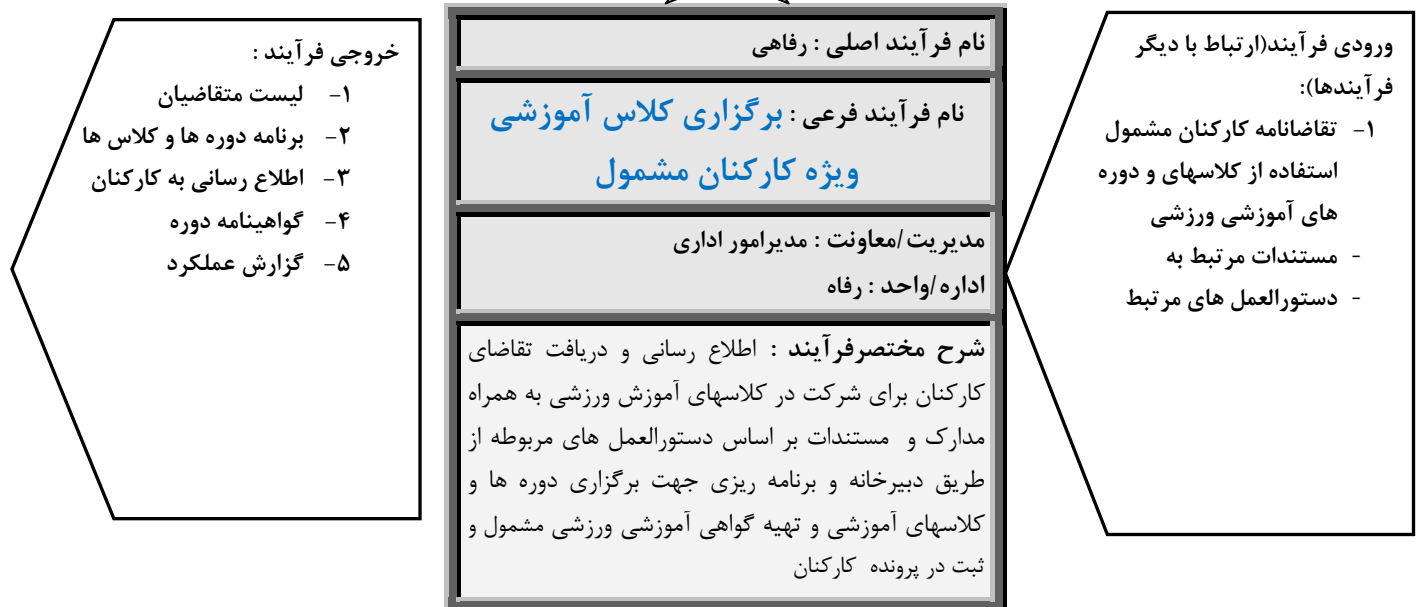 ورودی فرآیند(ارتباط با دیگر
فرآیندها):
۱- تقاضانامه کارکنان مشمول
استفاده از کلاسهای و دوره
های آموزشی ورزشی
- مستندات مرتبط به
- دستورالعمل های مرتبط
نام فرآیند اصلی : رفاهی
نام فرآیند فرعی : برگزاری کلاس آموزشی
ویژه کارکنان مشمول
مدیریت/معاونت : مدیرامور اداری
اداره/واحد : رفاه
شرح مختصرفرآیند : اطلاع رسانی و دریافت تقاضای
کارکنان برای شرکت در کلاسهای آموزش ورزشی به همراه
مدارک و مستندات بر اساس دستورالعمل های مربوطه از
طریق دبیرخانه و برنامه ریزی جهت برگزاری دوره ها و
کلاسهای آموزشی و تهیه گواهی آموزشی ورزشی مشمول و
ثبت در پرونده کارکنان
خروجی فرآیند :
۱- لیست متقاضیان
۲- برنامه دوره ها و کلاس ها
۳- اطلاع رسانی به کارکنان
۴- گواهینامه دوره
۵- گزارش عملکرد